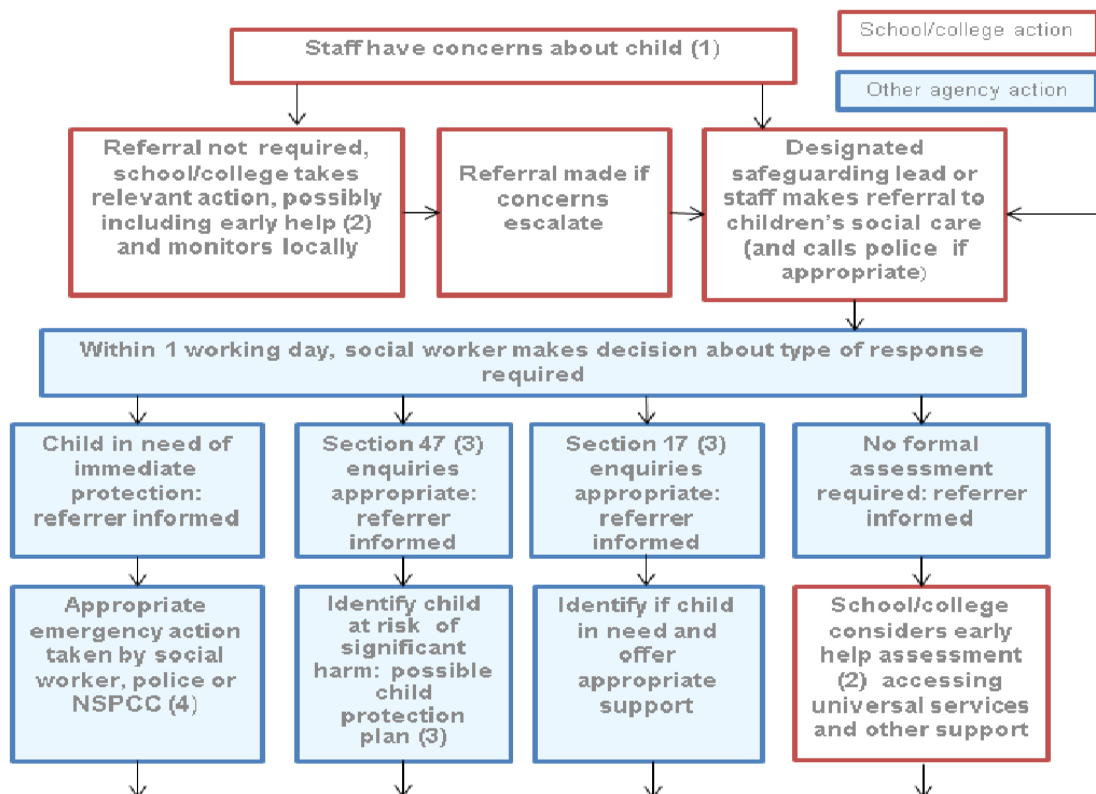 Staff have concerns about child (1)
School/college action
Other agency action
Referral not required,
school/college takes
relevant action, possibly
including early help (2)
and monitors locally
Referral made if
concerns
escalate
Designated
safeguarding lead or
staff makes referral to
children’s social care
(and calls police if
appropriate)
Within 1 working day, social worker makes decision about type of response
required
Child in need of
immediate
protection:
referrer informed
Section 47 (3)
enquiries
appropriate:
referrer
informed
Section 17 (3)
enquiries
appropriate:
referrer
informed
No formal
assessment
required: referrer
informed
Appropriate
emergency action
taken by social
worker, police or
NSPCC (4)
Identify child
at risk of
significant
harm: possible
child
protection
plan (3)
Identify if child
in need and
offer
appropriate
support
School/college
considers early
help assessment
(2) accessing
universal services
and other support